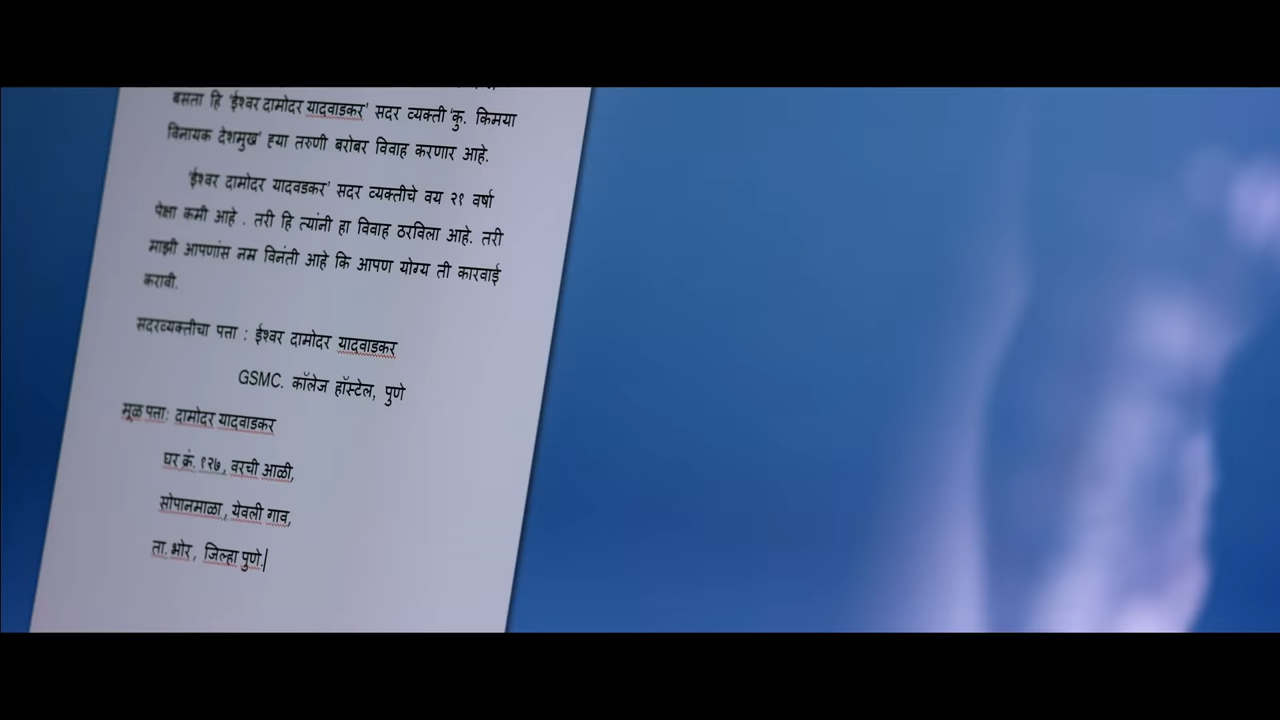 बसता हि 'ईश्वर दामोदर यादवाडकर' सदर व्यक्ती 'कु. किमया
विनायक देशमुख' ह्या तरुणी बरोबर विवाह करणार आहे.
'ईश्वर दामोदर यादवडकर' सदर व्यक्तीचे वय २१ वर्षा
पेक्षा कमी आहे . तरी हि त्यांनी हा विवाह ठरविला आहे. तरी
माझी आपणांस नम्र विनंती आहे कि आपण योग्य ती कारवाई
करावी.
सदरव्यक्तीचा पत्ता : ईश्वर दामोदर यादवाडकर
GSMC. कॉलेज हॉस्टेल, पुणे
मूळ पत्ता: दामोदर यादवाडकर
घर क्रं. १२७, वरची आळी,
सोपानमाळा, येवली गाव,
ता. भोर, जिल्हा पुणे.